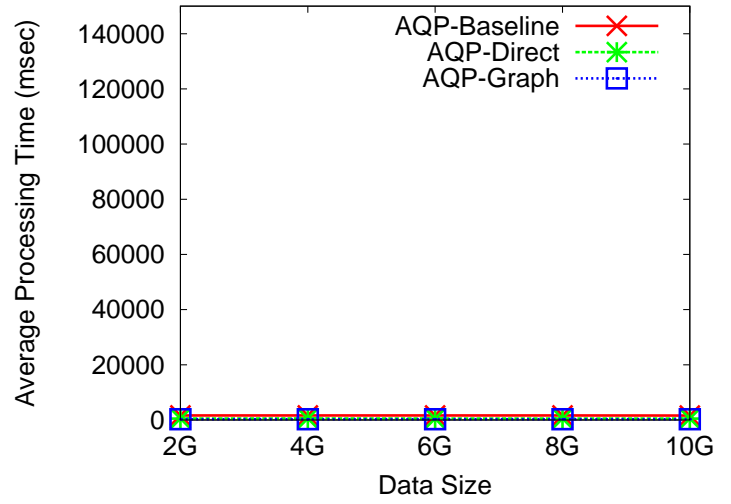 140000
120000
100000
80000
60000
40000
20000
0
Average Processing Time (msec)
AQP-Baseline
AQP-Direct
AQP-Graph
2G 4G 6G 8G 10G
Data Size